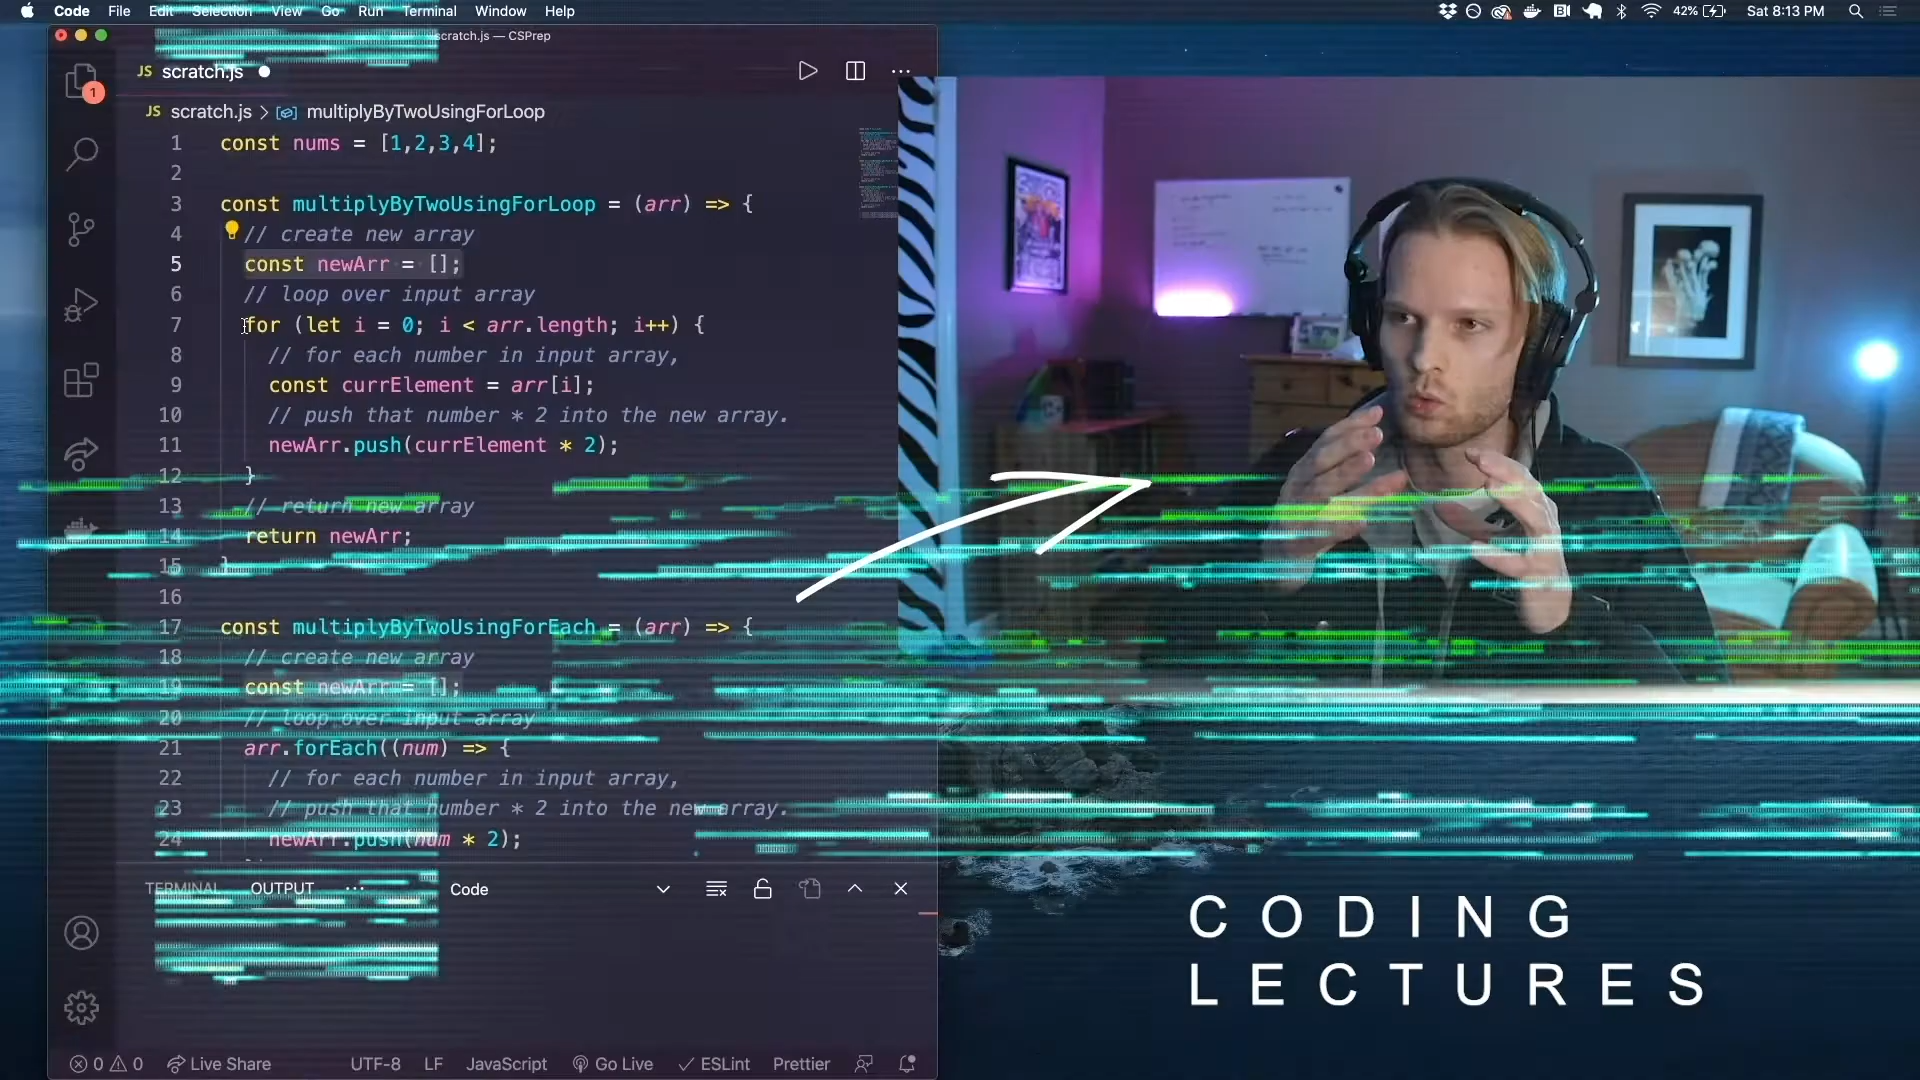 Code File Edit Selection View Go Run Terminal Window Help
42% Sat 8:13 PM
scratch.js — CSPrep
JS scratch.js
1
JS scratch.js > multiplyByTwoUsingForLoop
1 const nums = [1,2,3,4];
2
3 const multiplyByTwoUsingForLoop = (arr) => {
4 // create new array
5 const newArr = [];
6 // loop over input array
7 for (let i = 0; i < arr.length; i++) {
8 // for each number in input array,
9 const currElement = arr[i];
10 // push that number * 2 into the new array.
11 newArr.push(currElement * 2);
12 }
13 // return new array
14 return newArr;
15 }
16
17 const multiplyByTwoUsingForEach = (arr) => {
18 // create new array
19 const newArr = [];
20 // loop over input array
21 arr.forEach((num) => {
22 // for each number in input array,
23 // push that number * 2 into the new array.
24 newArr.push(num * 2);
TERMINAL OUTPUT ... Code
CODING
LECTURES
0 0 Live Share UTF-8 LF JavaScript Go Live ESLint Prettier